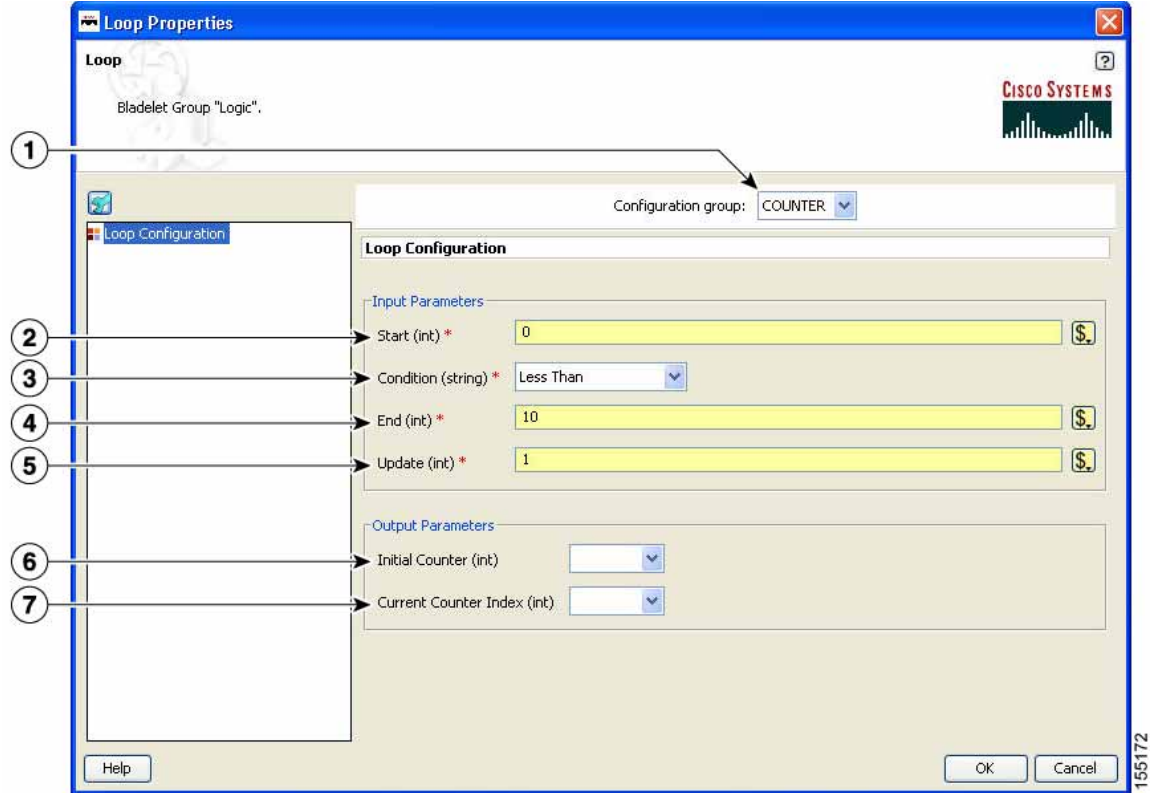 Loop Properties
Loop
?
CISCO SYSTEMS
Bladelet Group "Logic".
1
Configuration group: COUNTER
Loop Configuration
Loop Configuration
Input Parameters
2
Start (int) * 0 $
3
Condition (string) * Less Than
4
End (int) * 10 $
5
Update (int) * 1 $
Output Parameters
6
Initial Counter (int)
7
Current Counter Index (int)
Help
OK
Cancel
155172